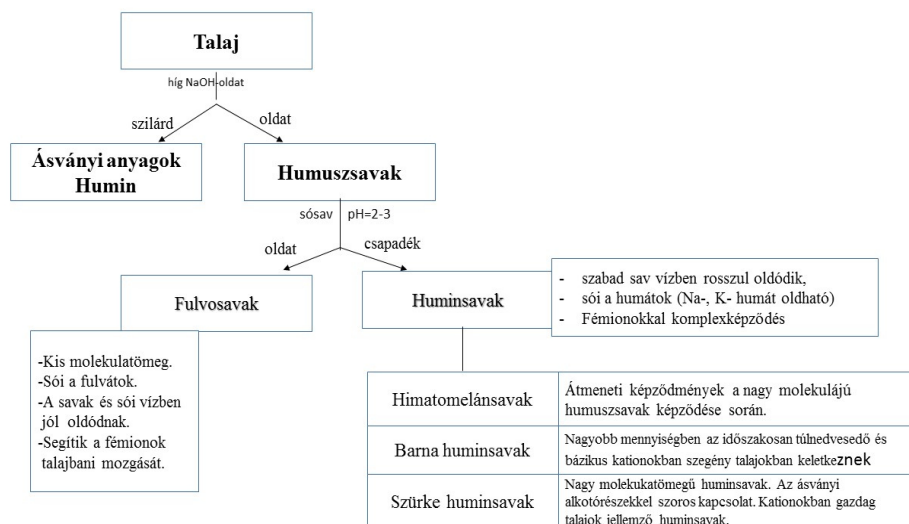 Talaj
híg NaOH-oldat
szilárd
oldat
Ásványi anyagok
Humin
Humuszsavak
sósav
pH=2-3
oldat
csapadék
Fulvosavak
Huminsavak
- szabad sav vízben rosszul oldódik,
- sói a humátok (Na-, K- humát oldható)
- Fémionokkal komplexképződés
-Kis molekulatömeg.
-Sói a fulvátok.
-A savak és sói vízben
jól oldódnak.
-Segítik a fémionok
talajbani mozgását.
Himatomelánsavak
Átmeneti képződmények a nagy molekulájú
humuszsavak képződése során.
Barna huminsavak
Nagyobb mennyiségben az időszakosan túlnedvesedő és
bázikus kationokban szegény talajokban keletkeznek
Szürke huminsavak
Nagy molekukatömegű huminsavak. Az ásványi
alkotórészekkel szoros kapcsolat. Kationokban gazdag
talajok jellemző huminsavak.